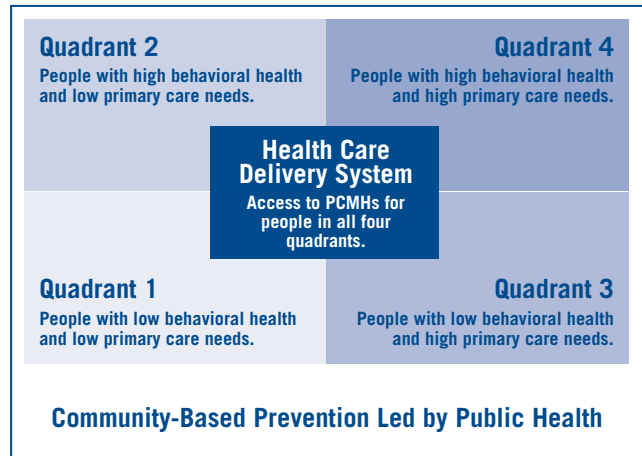 Quadrant 2
People with high behavioral health
and low primary care needs.
Quadrant 4
People with high behavioral health
and high primary care needs.
Health Care
Delivery System
Access to PCMHs for
people in all four
quadrants.
Quadrant 1
People with low behavioral health
and low primary care needs.
Quadrant 3
People with low behavioral health
and high primary care needs.
Community-Based Prevention Led by Public Health